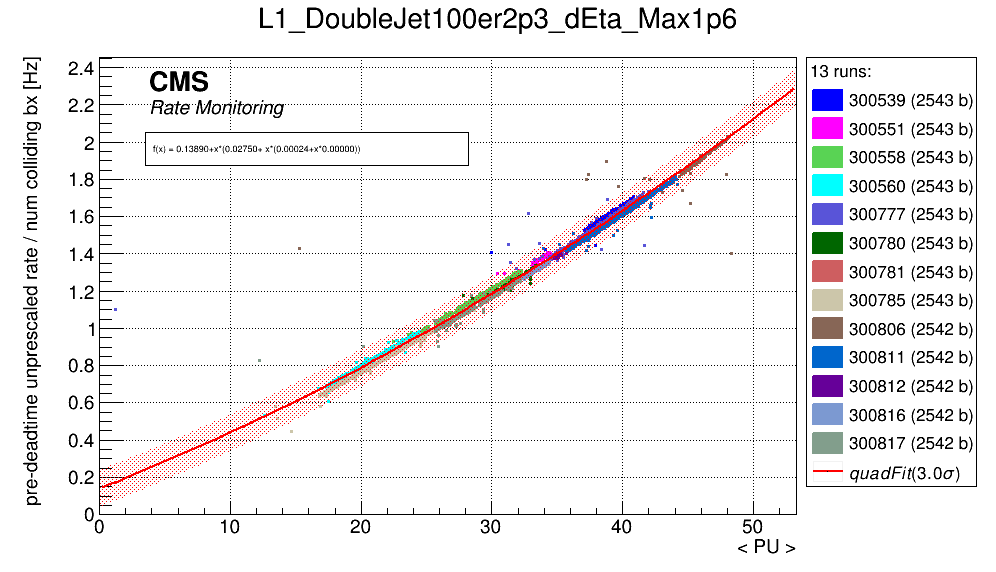 L1_DoubleJet100er2p3_dEta_Max1p6
pre-deadtime unprescaled rate / num colliding bx [Hz]
CMS
Rate Monitoring
f(x) = 0.13890+x*(0.02750+ x*(0.00024+x*0.00000))
2.4
2.2
2
1.8
1.6
1.4
1.2
1
0.8
0.6
0.4
0.2
0
0 10 20 30 40 50
< PU >
13 runs:
300539 (2543 b)
300551 (2543 b)
300558 (2543 b)
300560 (2543 b)
300777 (2543 b)
300780 (2543 b)
300781 (2543 b)
300785 (2543 b)
300806 (2542 b)
300811 (2542 b)
300812 (2542 b)
300816 (2542 b)
300817 (2542 b)
quadFit(3.0σ)